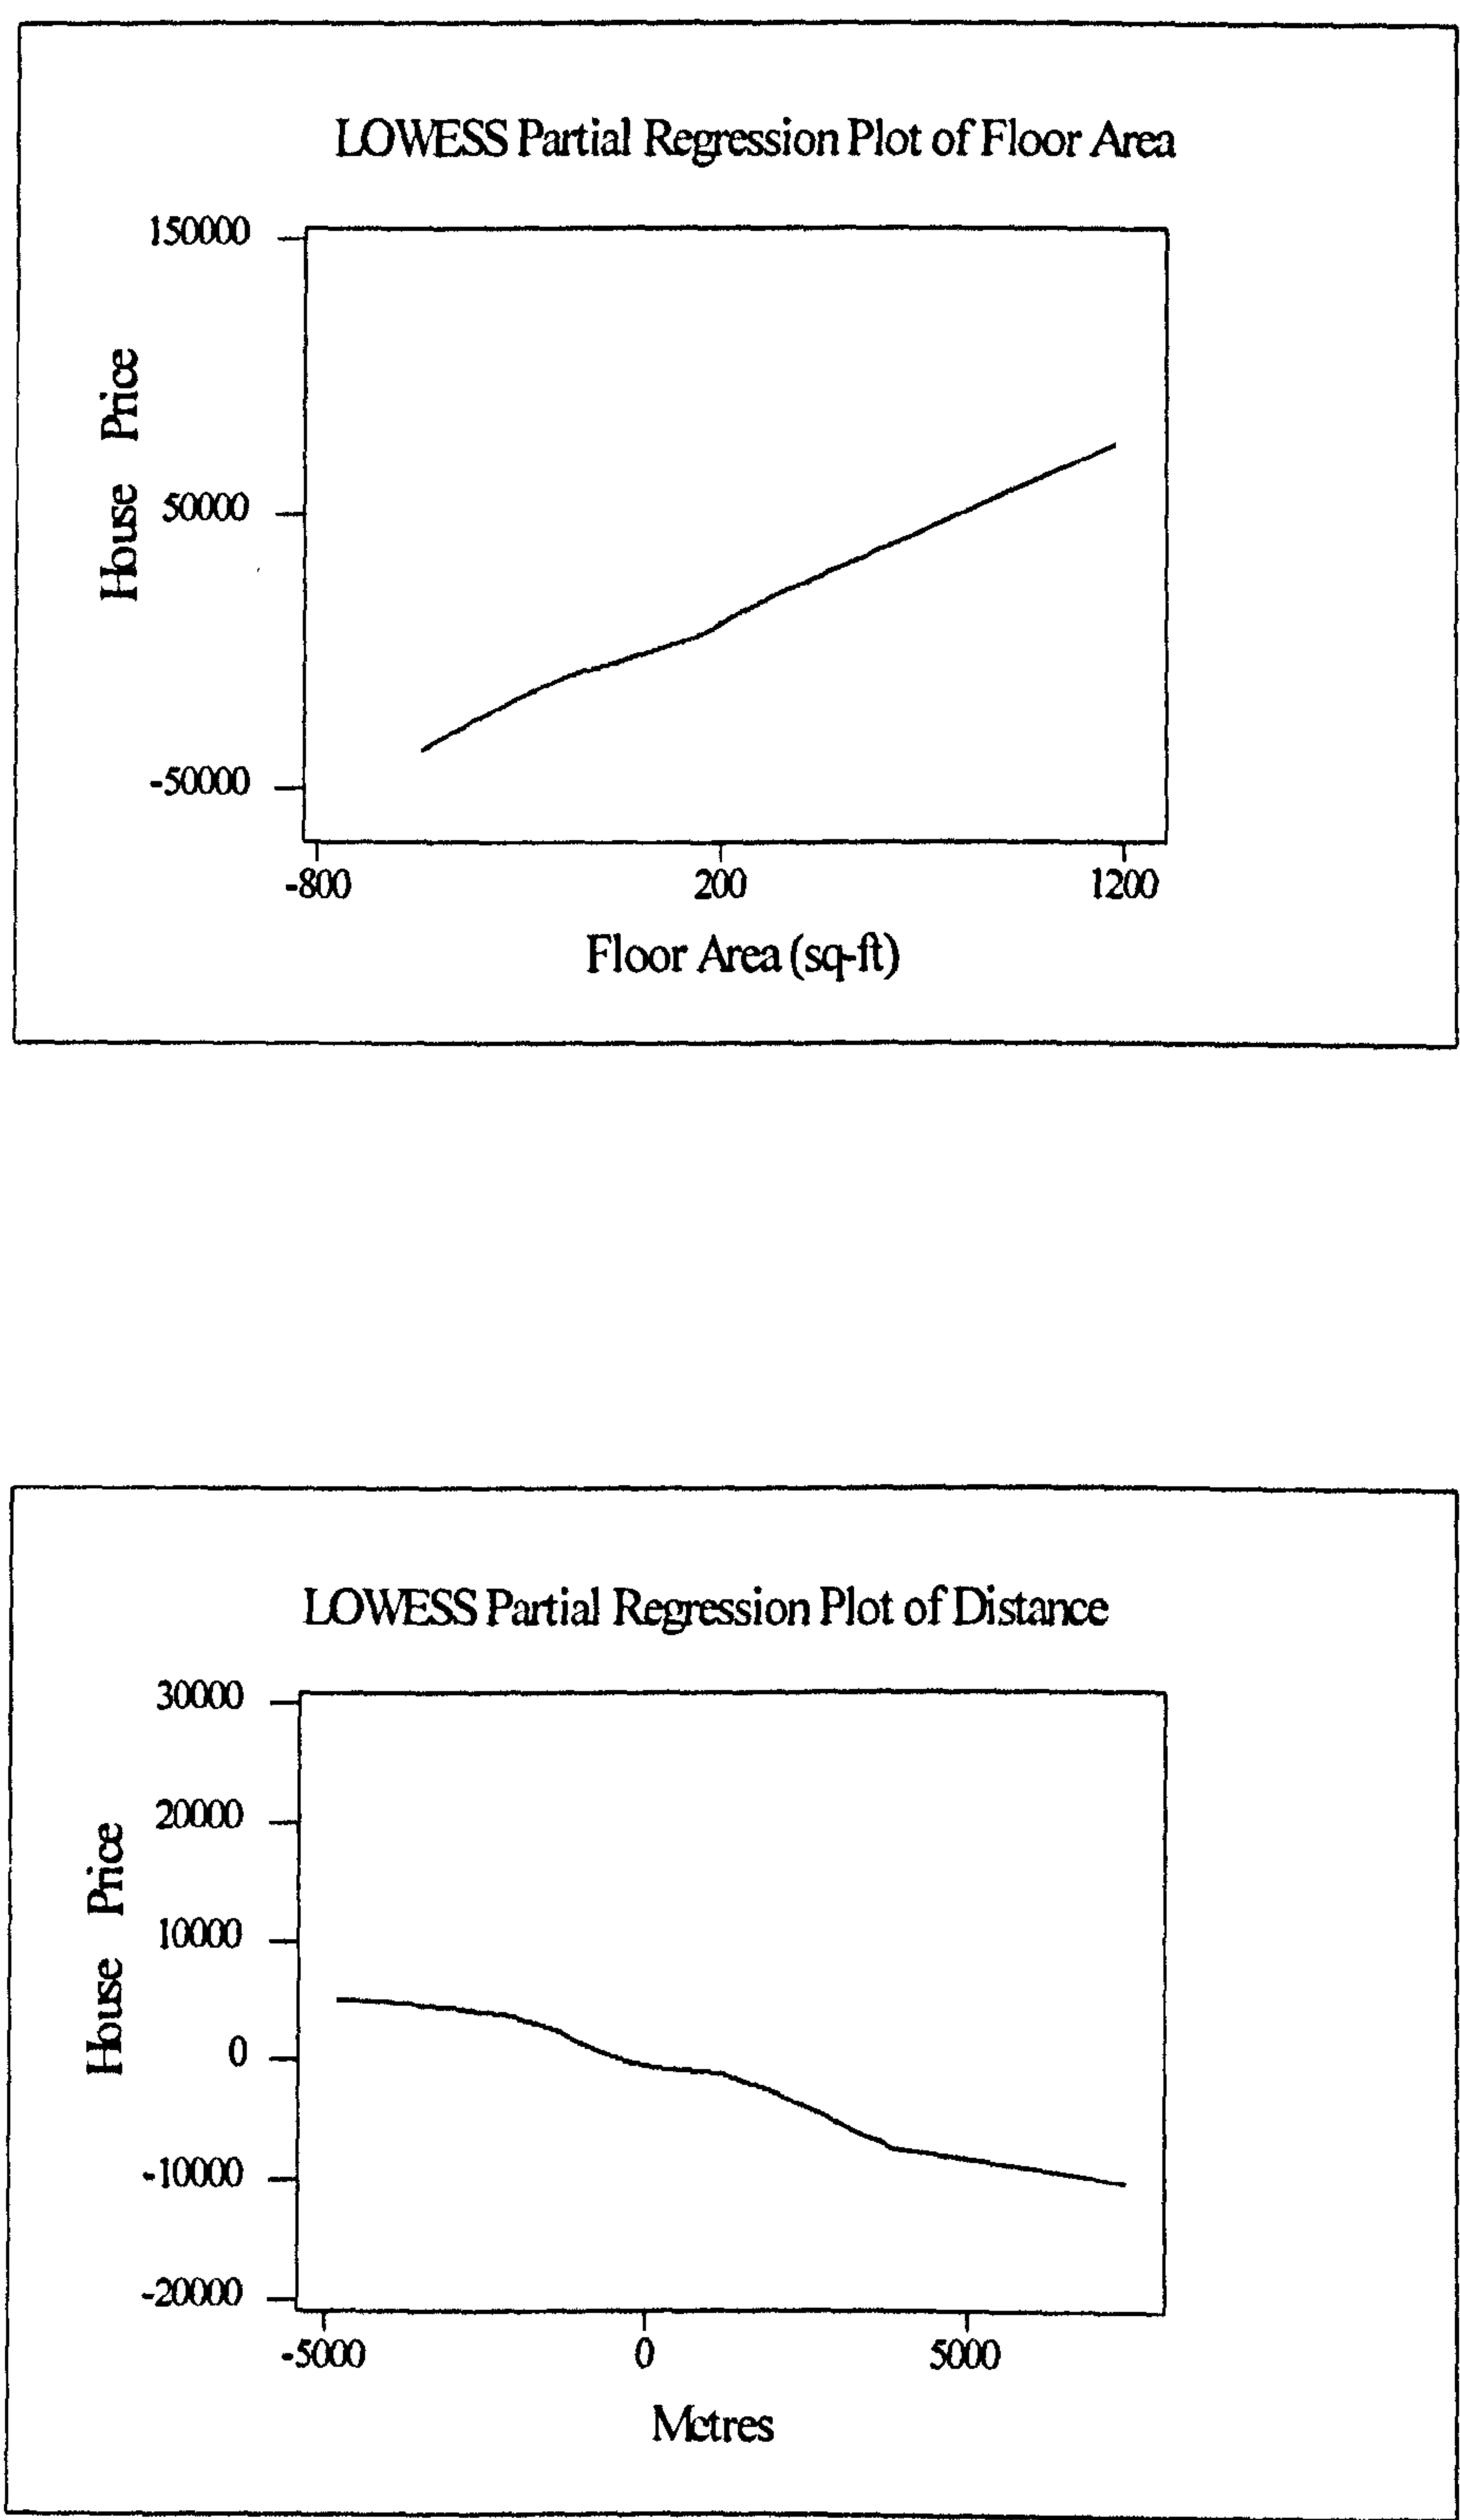 LOWESS Partial Regression Plot of Floor Area
150000
50000
-50000
House Price
-800 200 1200
Floor Area (sq-ft)
LOWESS Partial Regression Plot of Distance
30000
20000
10000
0
-10000
-20000
House Price
-5000 0 5000
Metres